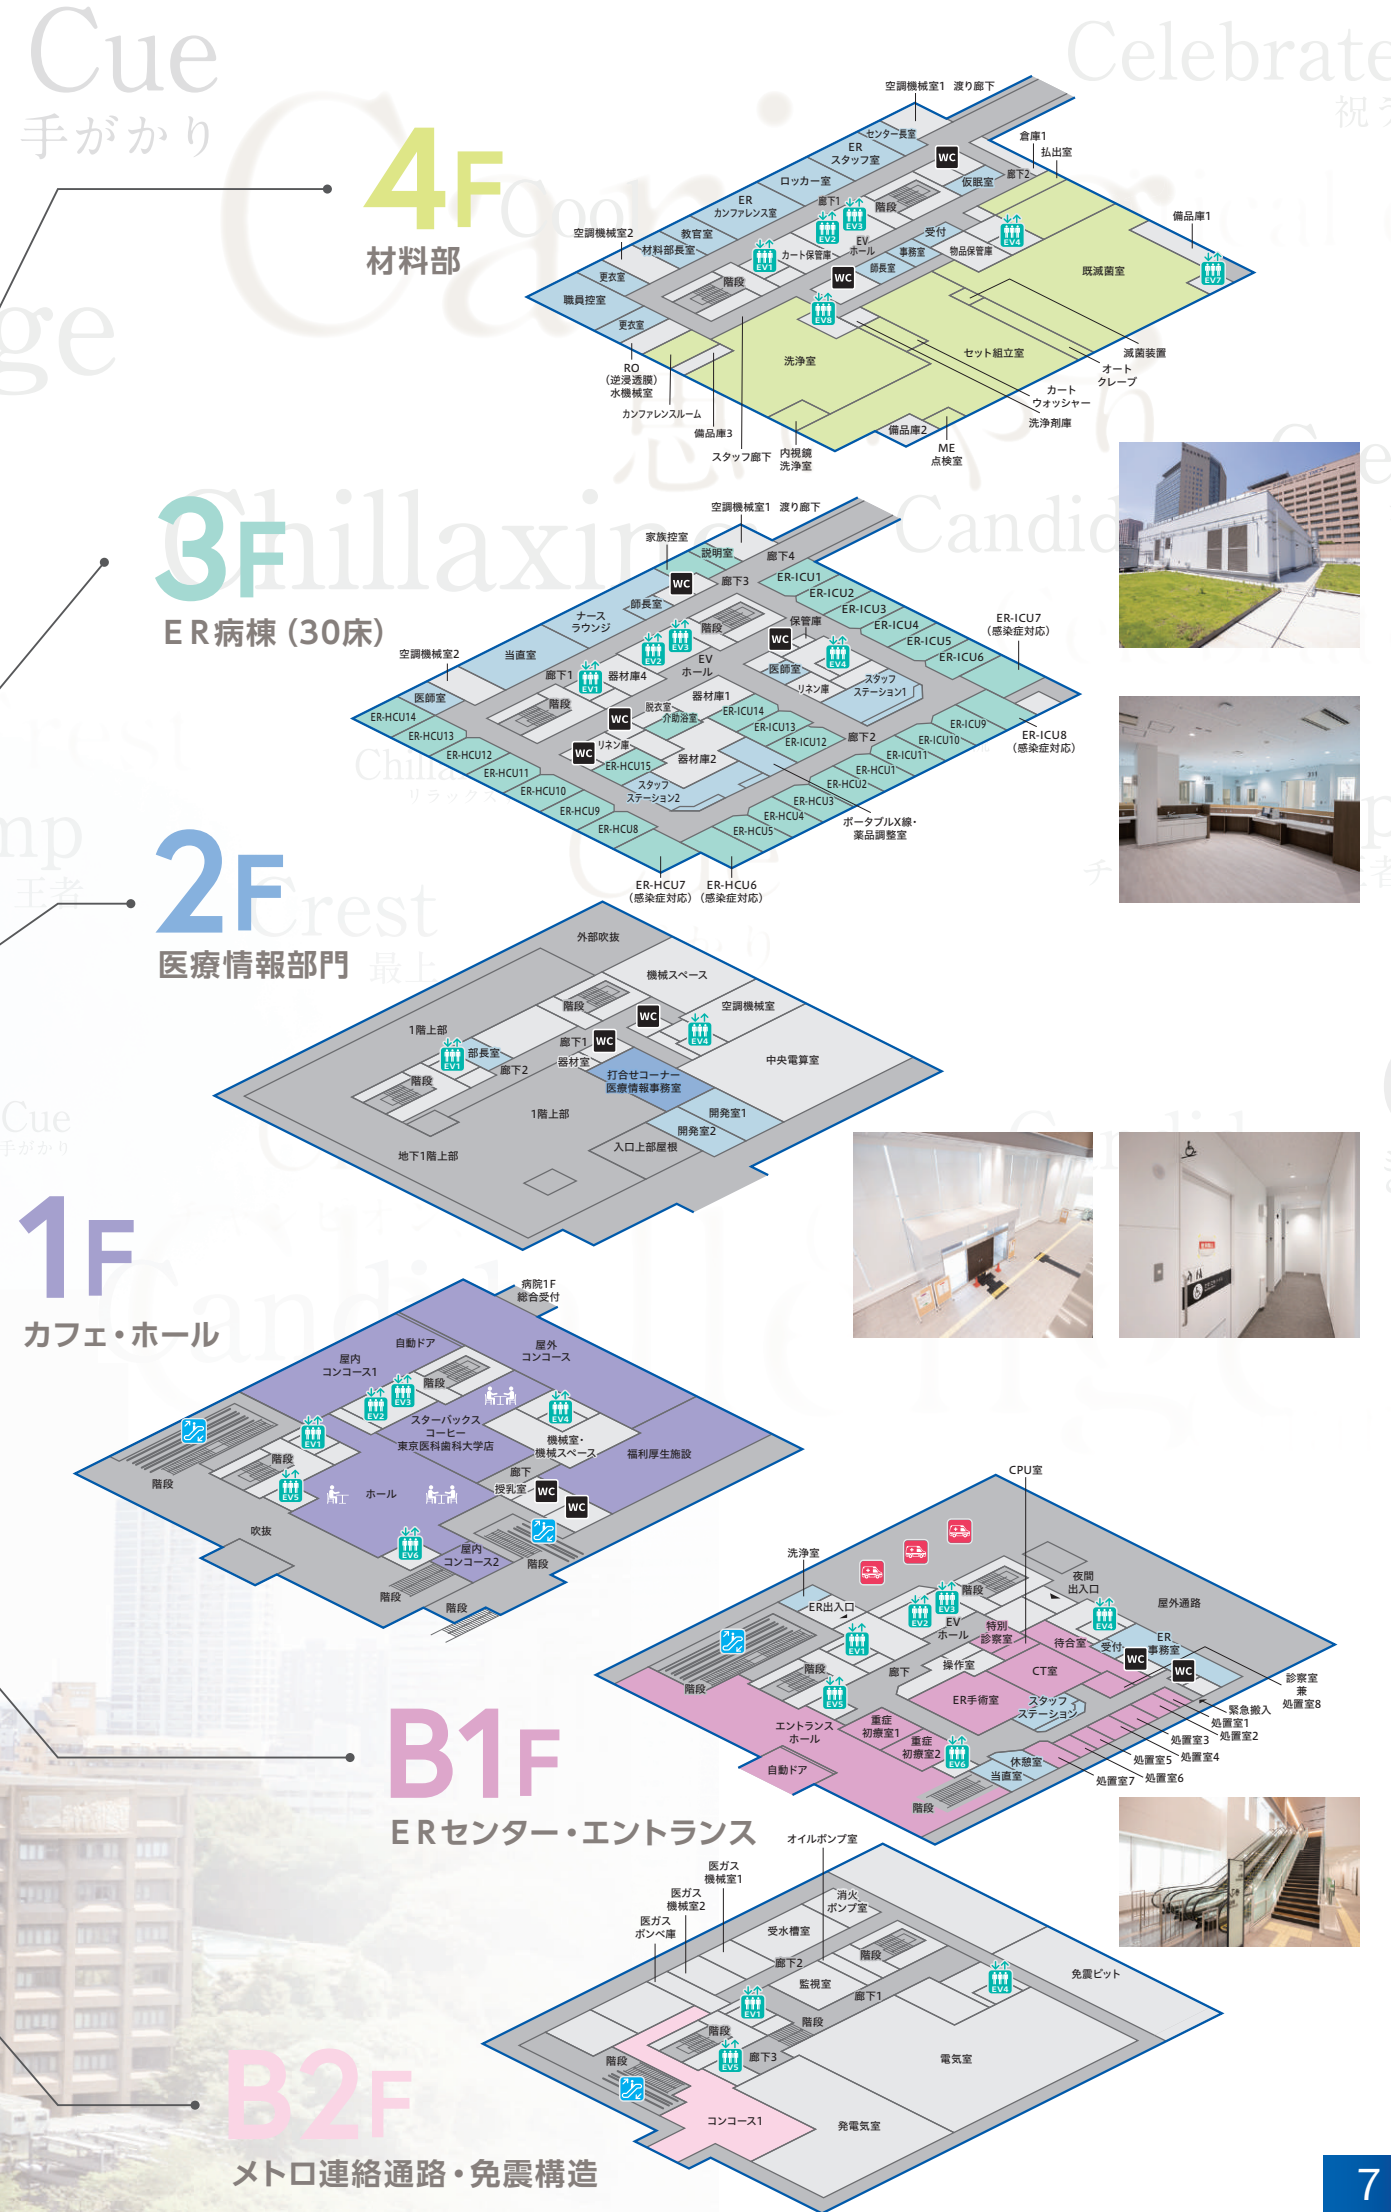 Cue
手がかり
Celebrate
祝う
4F
材料部
空調機械室1 渡り廊下
センター長室
ER
スタッフ室
WC
倉庫1
払出室
ロッカー室
仮眠室
廊下2
ER
カンファレンス室
廊下1
階段
備品庫1
空調機械室2
教官室
EV2
EV3
受付
EV4
材料部長室
EV1
カート保管庫
EV
ホール
事務室
物品保管庫
更衣室
WC
師長室
既滅菌室
EV7
職員控室
階段
更衣室
EV8
洗浄室
セット組立室
滅菌装置
RO
(逆浸透膜)
水機械室
オート
クレーブ
カート
ウォッシャー
カンファレンスルーム
洗浄剤庫
備品庫3
備品庫2
スタッフ廊下
内視鏡
洗浄室
ME
点検室
3F
ER病棟(30床)
空調機械室1 渡り廊下
家族控室
説明室
廊下4
WC
廊下3
ER-ICU1
ER-ICU2
師長室
ER-ICU3
ナース
ラウンジ
階段
保管庫
ER-ICU4
ER-ICU7
(感染症対応)
EV3
WC
ER-ICU5
空調機械室2
当直室
EV2
EV4
ER-ICU6
EV
ホール
廊下1
EV1
器材庫4
医師室
スタッフ
ステーション1
リネン庫
医師室
階段
器材庫1
脱衣室
介助浴室
ER-ICU14
ER-HCU14
WC
ER-ICU13
ER-ICU9
ER-HCU13
リネン庫
ER-ICU12
廊下2
ER-ICU10
ER-ICU8
(感染症対応)
ER-HCU12
WC
ER-ICU11
ER-HCU11
ER-HCU15
器材庫2
ER-HCU1
ER-HCU10
スタッフ
ステーション2
ER-HCU2
ER-HCU9
ER-HCU3
ER-HCU8
ER-HCU4
ER-HCU5
ポータブルX線・
薬品調整室
ER-HCU7
(感染症対応)
ER-HCU6
(感染症対応)
2F
医療情報部門
外部吹抜
機械スペース
階段
WC
空調機械室
EV4
1階上部
廊下1
WC
EV1
部長室
器材室
中央電算室
廊下2
打合せコーナー
医療情報事務室
階段
1階上部
開発室1
開発室2
地下1階上部
入口上部屋根
1F
カフェ・ホール
病院1F
総合受付
自動ドア
屋外
コンコース
屋内
コンコース1
階段
EV3
EV2
EV4
スターバックス
コーヒー
東京医科歯科大学店
EV1
機械室・
機械スペース
福利厚生施設
階段
階段
廊下
EV5
ホール
授乳室
WC
WC
吹抜
EV6
屋内
コンコース2
階段
階段
階段
B1F
ERセンター・エントランス
CPU室
洗浄室
夜間
出入口
階段
ER出入口
EV2
EV3
屋外通路
EV4
EV
ホール
特別
診察室
EV1
待合室
受付
ER
事務室
WC
WC
階段
廊下
操作室
CT室
階段
診察室
兼
処置室8
EV5
ER手術室
スタッフ
ステーション
緊急搬入
エントランス
ホール
重症
初療室1
処置室1
処置室2
重症
初療室2
処置室3
処置室4
自動ドア
EV6
休憩室
処置室5
当直室
処置室6
処置室7
階段
B2F
メトロ連絡通路・免震構造
オイルポンプ室
医ガス
機械室1
医ガス
機械室2
消火
ポンプ室
医ガス
ボンベ庫
受水槽室
階段
廊下2
監視室
免震ピット
EV4
廊下1
EV1
階段
階段
階段
EV5
廊下3
電気室
コンコース1
発電気室
7